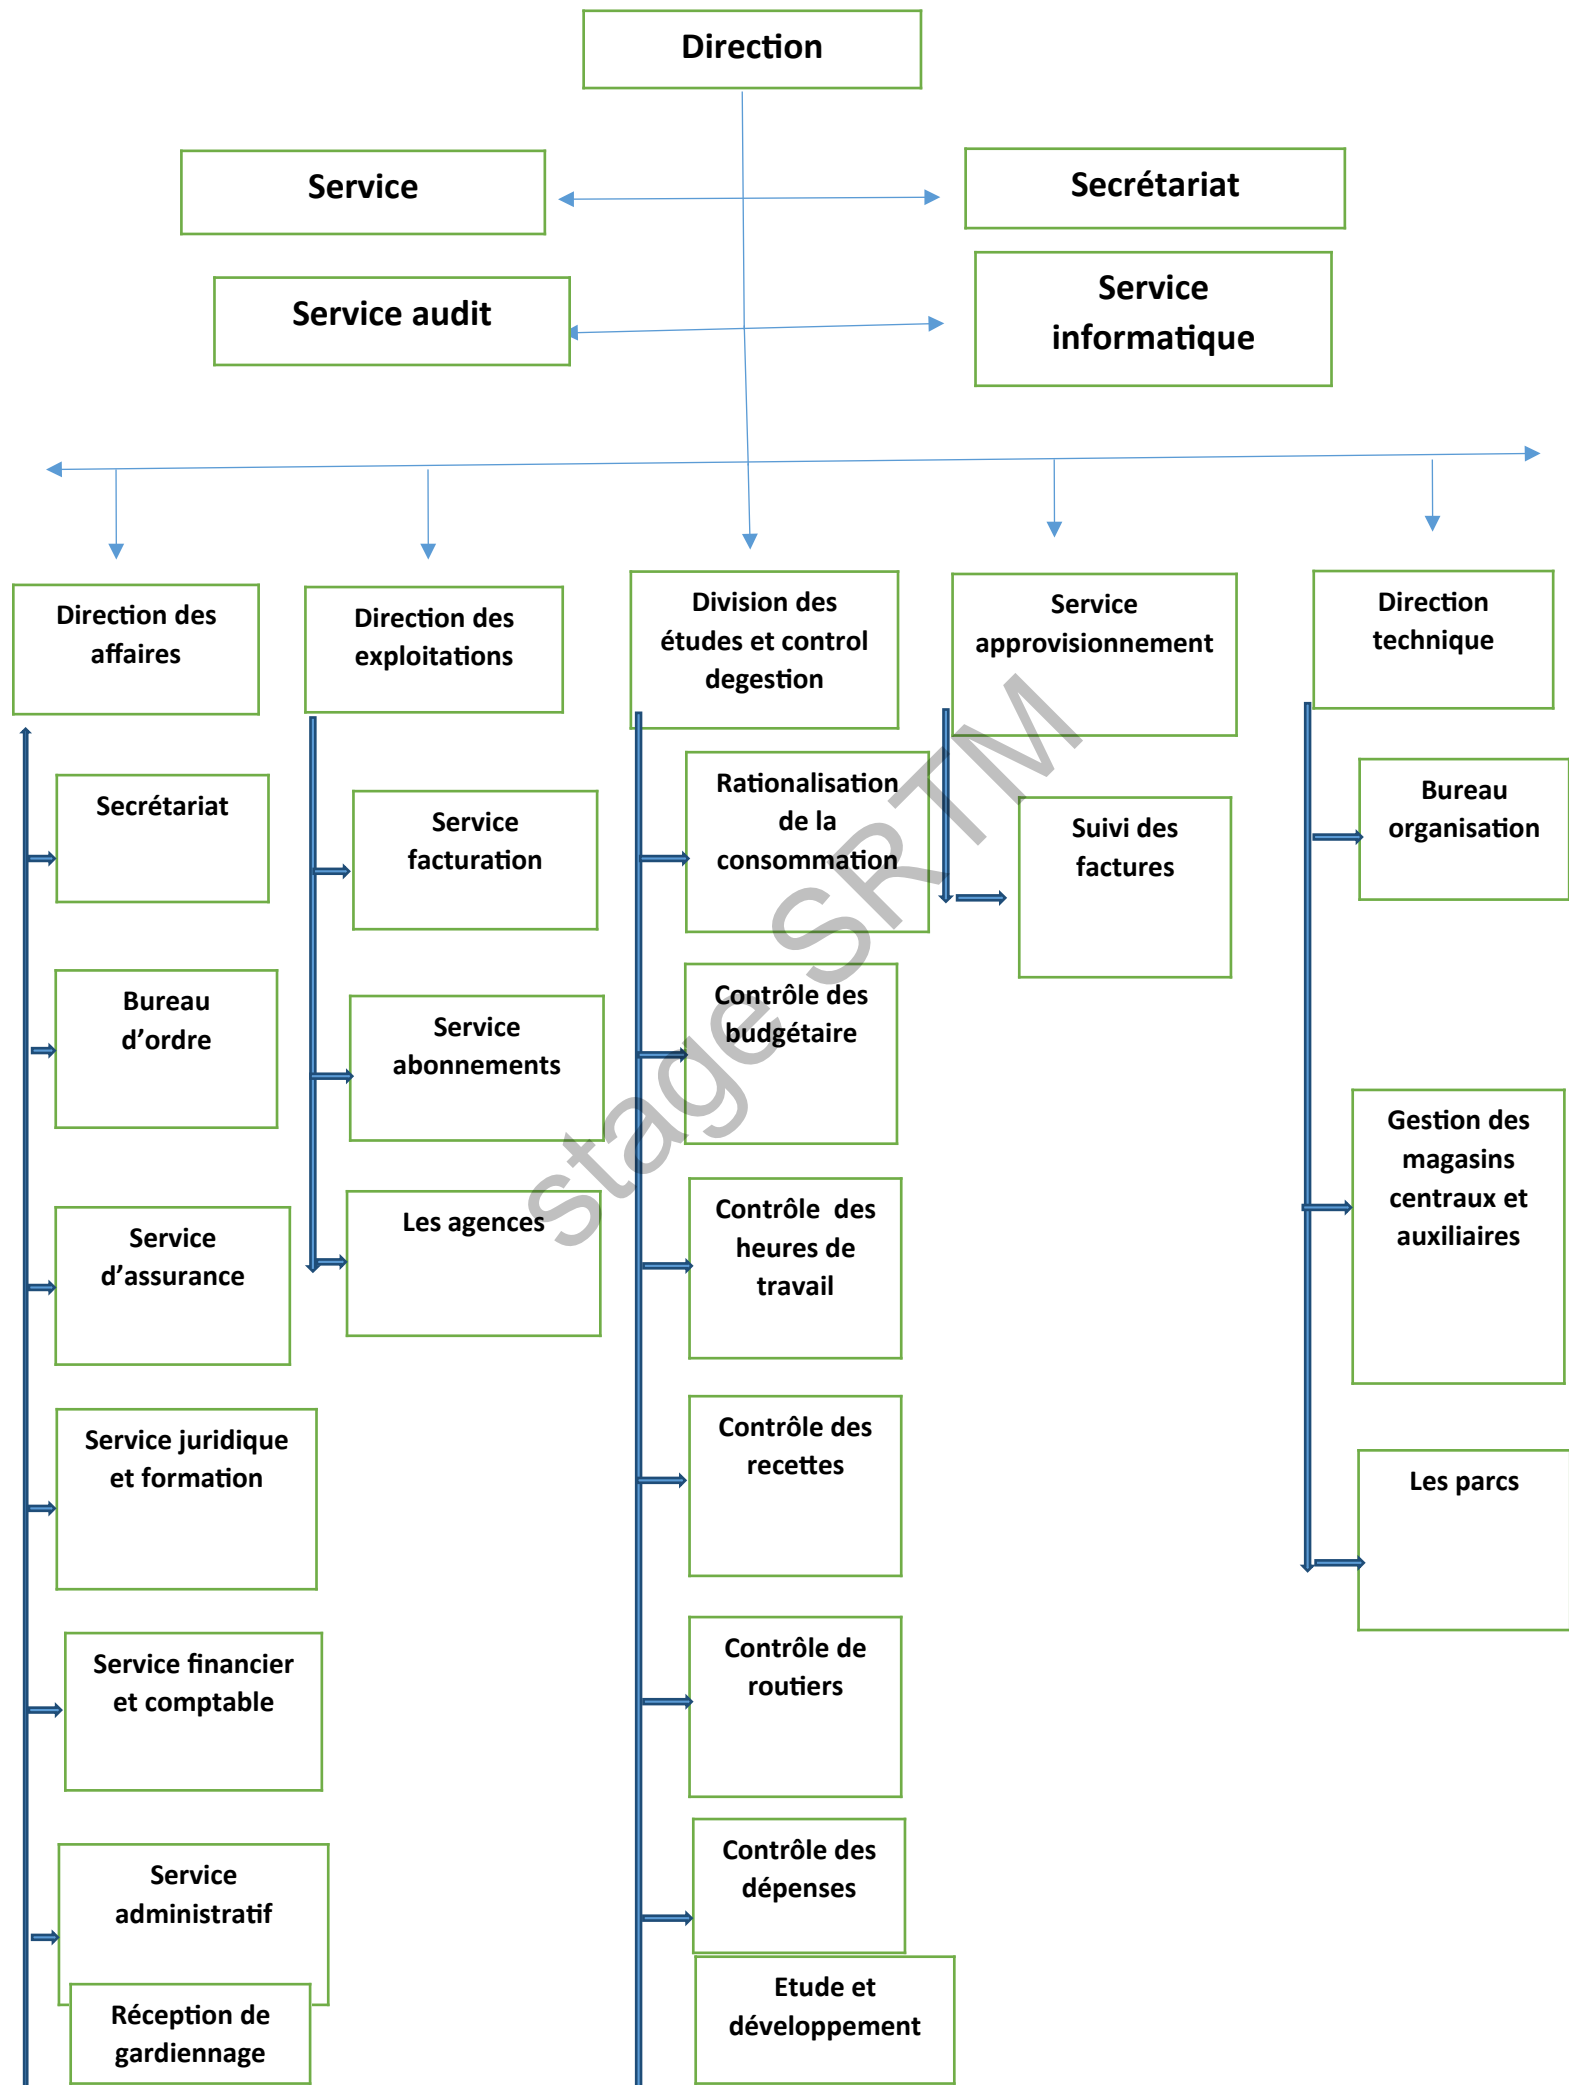 Direction
Service
Secrétariat
Service audit
Service
informatique
Direction des
affaires
Direction des
exploitations
Division des
études et control
degestion
Service
approvisionnement
Direction
technique
Secrétariat
Bureau
d’ordre
Service
d’assurance
Service juridique
et formation
Service financier
et comptable
Service
administratif
Réception de
gardiennage
Service
facturation
Service
abonnements
Les agences
Rationalisation
de la
consommation
Contrôle des
budgétaire
Contrôle  des
heures de
travail
Contrôle des
recettes
Contrôle de
routiers
Contrôle des
dépenses
Etude et
développement
Suivi des
factures
Bureau
organisation
Gestion des
magasins
centraux et
auxiliaires
Les parcs
stage SRTM